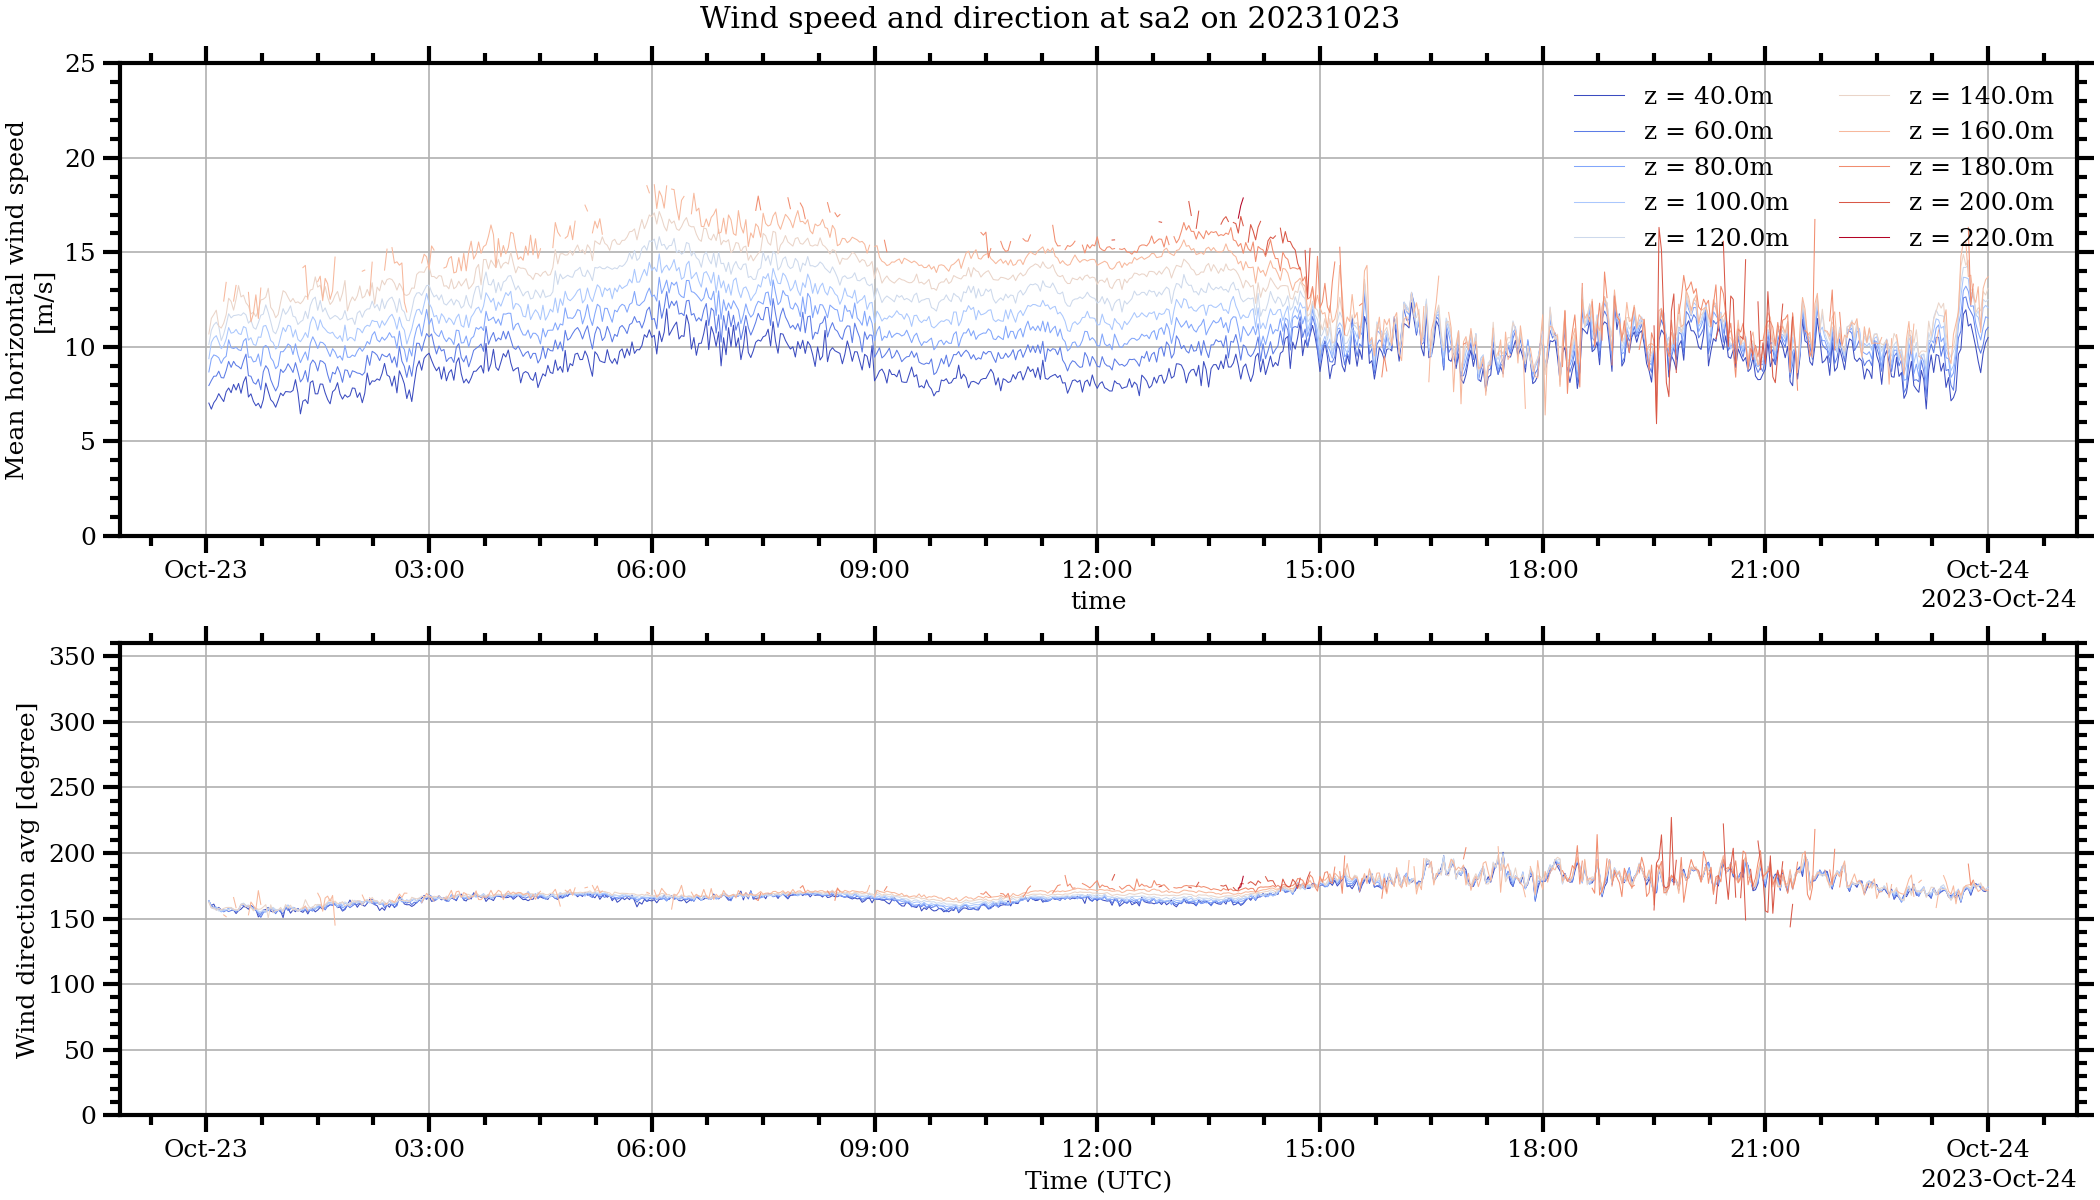 Wind speed and direction at sa2 on 20231023
Mean horizontal wind speed
[m/s]
25
20
15
10
5
0
z = 40.0m
z = 60.0m
z = 80.0m
z = 100.0m
z = 120.0m
z = 140.0m
z = 160.0m
z = 180.0m
z = 200.0m
z = 220.0m
Oct-23 03:00 06:00 09:00 12:00 15:00 18:00 21:00 Oct-24
time
2023-Oct-24
Wind direction avg [degree]
350
300
250
200
150
100
50
0
Oct-23 03:00 06:00 09:00 12:00 15:00 18:00 21:00 Oct-24
Time (UTC)
2023-Oct-24